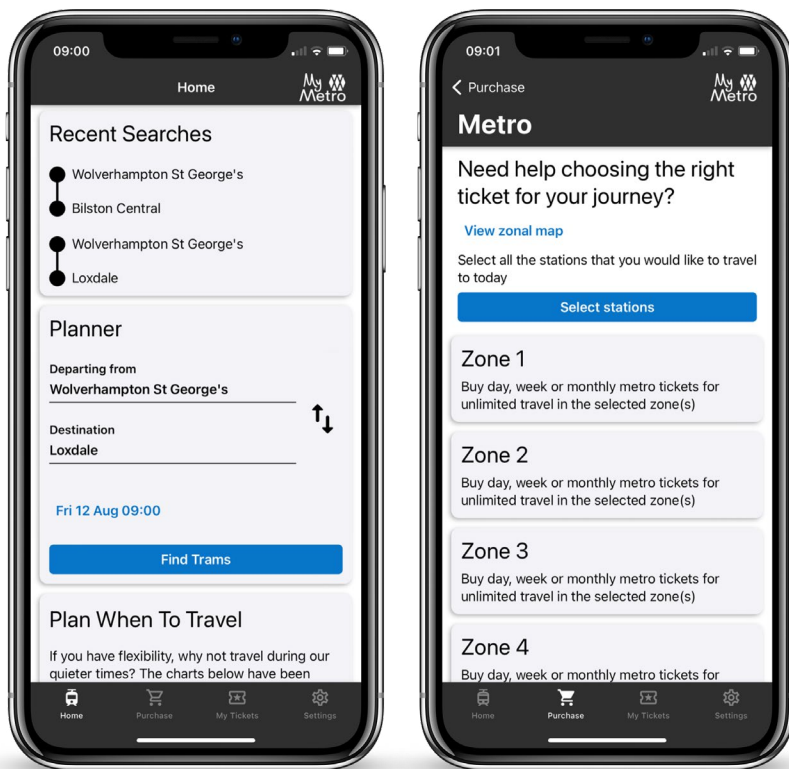 09:00
Home
My Metro
Recent Searches
Wolverhampton St George's
Bilston Central
Wolverhampton St George's
Loxdale
Planner
Departing from
Wolverhampton St George's
Destination
Loxdale
Fri 12 Aug 09:00
Find Trams
Plan When To Travel
If you have flexibility, why not travel during our
quieter times? The charts below have been
Home
Purchase
My Tickets
Settings
09:01
Purchase
My Metro
Metro
Need help choosing the right
ticket for your journey?
View zonal map
Select all the stations that you would like to travel
to today
Select stations
Zone 1
Buy day, week or monthly metro tickets for
unlimited travel in the selected zone(s)
Zone 2
Buy day, week or monthly metro tickets for
unlimited travel in the selected zone(s)
Zone 3
Buy day, week or monthly metro tickets for
unlimited travel in the selected zone(s)
Zone 4
Buy day, week or monthly metro tickets for
Home
Purchase
My Tickets
Settings